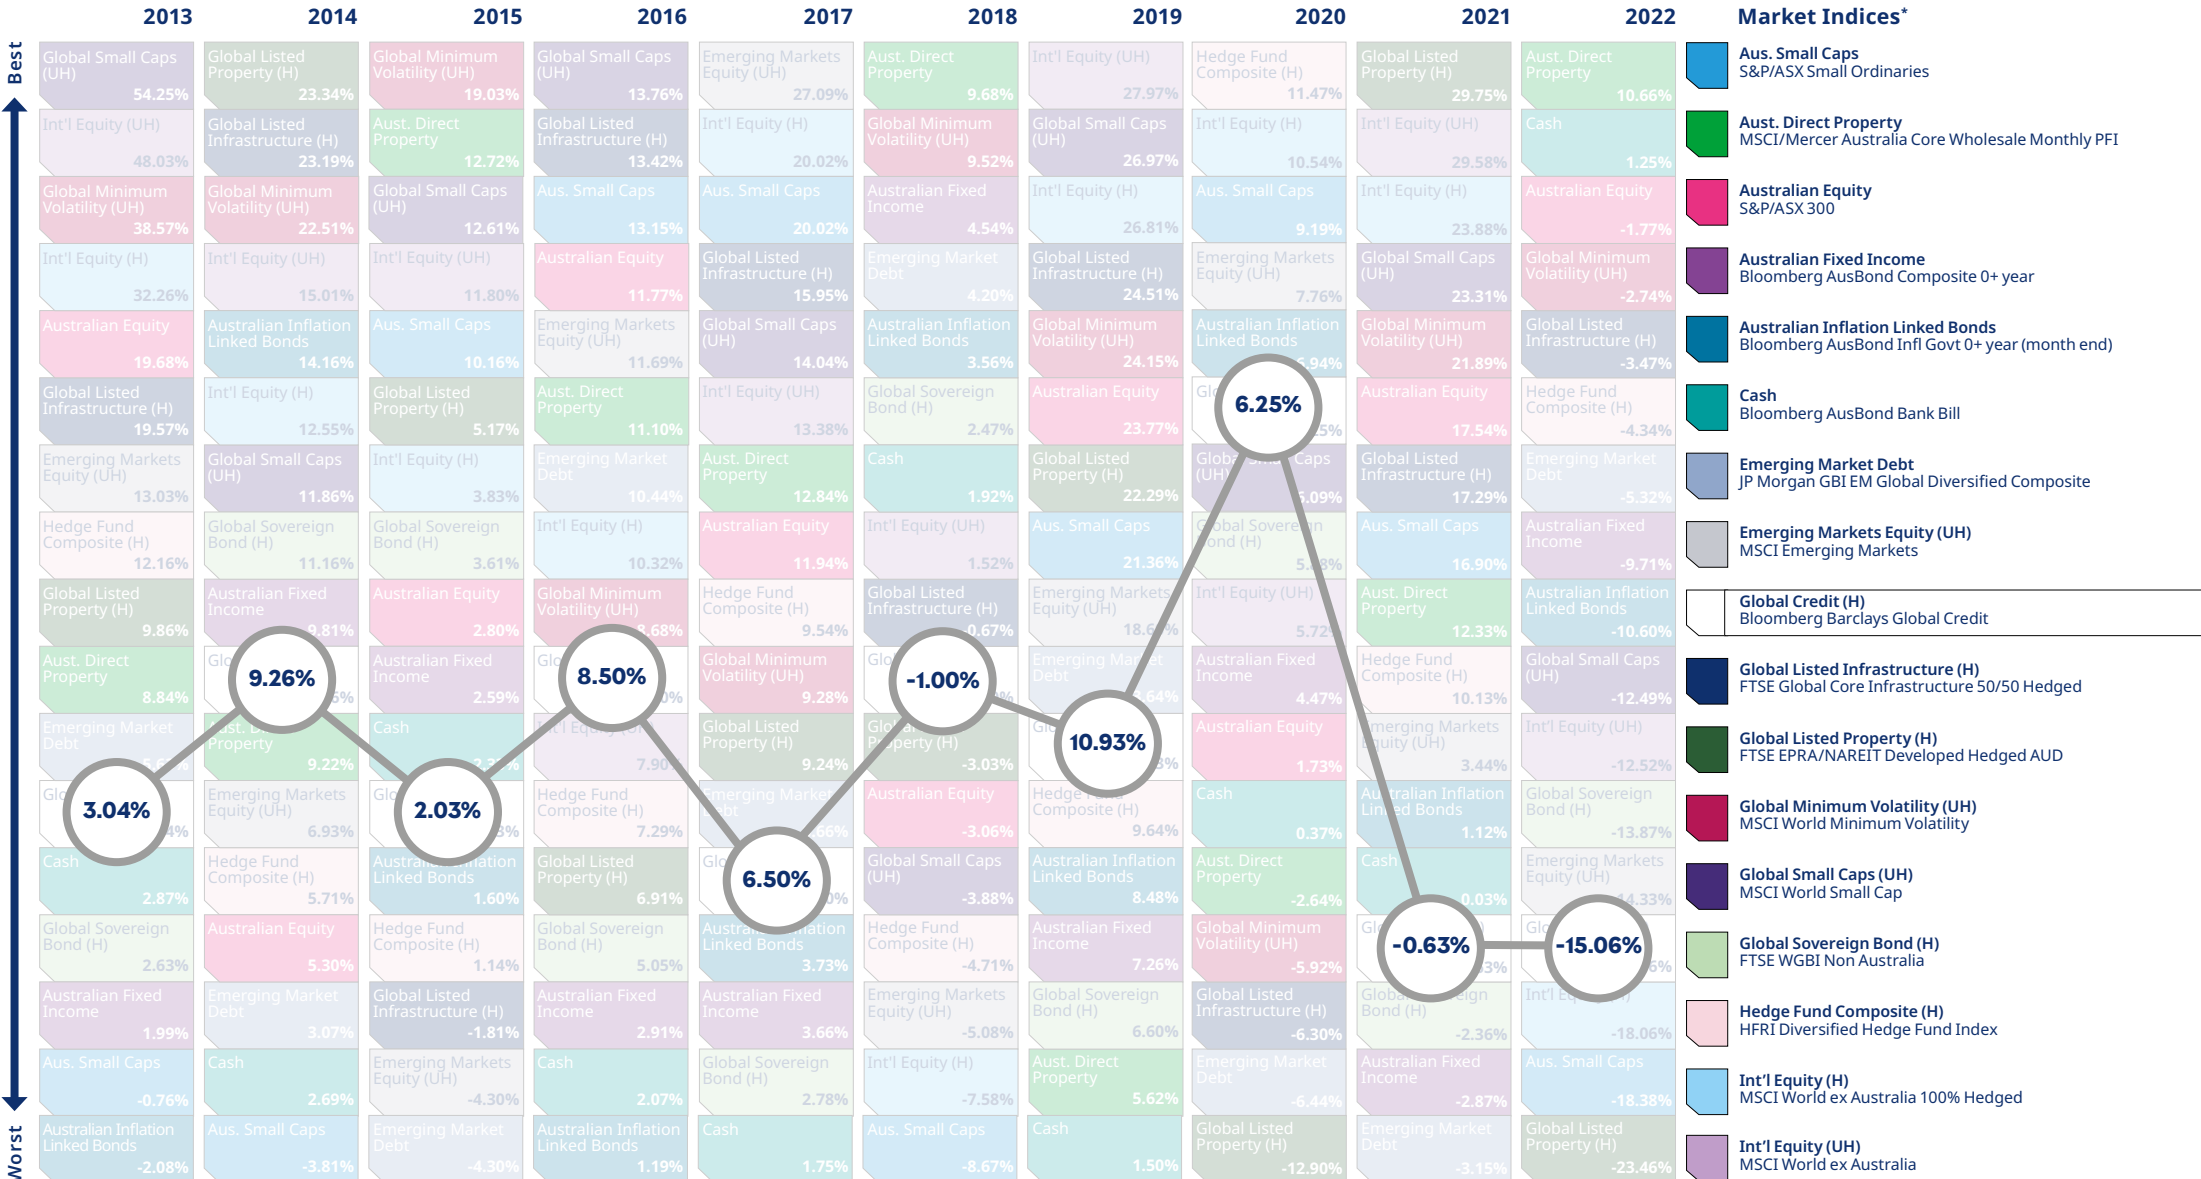 2013 2014 2015 2016 2017 2018 2019 2020 2021 2022 Market Indices*
Best
Worst
Global Small Caps
(UH)
54.25%
Int'l Equity (UH)
48.03%
Global Minimum
Volatility (UH)
38.57%
Int'l Equity (H)
32.26%
Australian Equity
19.68%
Global Listed
Infrastructure (H)
19.57%
Emerging Markets
Equity (UH)
13.03%
Hedge Fund
Composite (H)
12.16%
Global Listed
Property (H)
9.86%
Aust. Direct
Property
8.84%
Emerging Market
Debt
3.04%
Cash
2.87%
Global Sovereign
Bond (H)
2.63%
Australian Fixed
Income
1.99%
Aus. Small Caps
-0.76%
Australian Inflation
Linked Bonds
-2.08%
Global Listed
Property (H)
23.34%
Global Listed
Infrastructure (H)
23.19%
Global Minimum
Volatility (UH)
22.51%
Int'l Equity (UH)
15.01%
Australian Inflation
Linked Bonds
14.16%
Int'l Equity (H)
12.55%
Global Small Caps
(UH)
11.86%
Global Sovereign
Bond (H)
11.16%
Australian Fixed
Income
9.81%
9.26%
Property
9.22%
Emerging Markets
Equity (UH)
6.93%
Hedge Fund
Composite (H)
5.71%
Australian Equity
5.30%
Emerging Market
Debt
3.07%
Cash
2.69%
Aus. Small Caps
-3.81%
Global Minimum
Volatility (UH)
19.03%
Aust. Direct
Property
12.72%
Global Small Caps
(UH)
12.61%
Int'l Equity (UH)
11.80%
Aus. Small Caps
10.16%
Global Listed
Property (H)
5.17%
Int'l Equity (H)
3.83%
Global Sovereign
Bond (H)
3.61%
Australian Equity
2.80%
Australian Fixed
Income
2.59%
Cash
2.03%
Linked Bonds
1.60%
Hedge Fund
Composite (H)
1.14%
Global Listed
Infrastructure (H)
-1.81%
Emerging Markets
Equity (UH)
-4.30%
Emerging Market
Debt
-4.30%
Global Small Caps
(UH)
13.76%
Global Listed
Infrastructure (H)
13.42%
Aus. Small Caps
13.15%
Australian Equity
11.77%
Emerging Markets
Equity (UH)
11.69%
Aust. Direct
Property
11.10%
Emerging Market
Debt
10.44%
Int'l Equity (H)
10.32%
Global Minimum
Volatility (UH)
8.68%
8.50%
7.90%
Hedge Fund
Composite (H)
7.29%
Global Listed
Property (H)
6.91%
Global Sovereign
Bond (H)
5.05%
Australian Fixed
Income
2.91%
Cash
2.07%
Australian Inflation
Linked Bonds
1.19%
Emerging Markets
Equity (UH)
27.09%
Int'l Equity (H)
20.02%
Aus. Small Caps
20.02%
Global Listed
Infrastructure (H)
15.95%
Global Small Caps
(UH)
14.04%
Int'l Equity (UH)
13.38%
Aust. Direct
Property
12.84%
Australian Equity
11.94%
Hedge Fund
Composite (H)
9.54%
Global Minimum
Volatility (UH)
9.28%
Global Listed
Property (H)
9.24%
Emerging Market
Debt
6.50%
Linked Bonds
3.73%
Australian Fixed
Income
3.66%
Global Sovereign
Bond (H)
2.78%
Cash
1.75%
Aust. Direct
Property
9.68%
Global Minimum
Volatility (UH)
9.52%
Australian Fixed
Income
4.54%
Emerging Market
Debt
4.20%
Australian Inflation
Linked Bonds
3.56%
Global Sovereign
Bond (H)
2.47%
Cash
1.92%
Int'l Equity (UH)
1.52%
Global Listed
Infrastructure (H)
-0.67%
-1.00%
Property (H)
-3.03%
Australian Equity
-3.06%
Global Small Caps
(UH)
-3.88%
Hedge Fund
Composite (H)
-4.71%
Emerging Markets
Equity (UH)
-5.08%
Int'l Equity (H)
-7.58%
Aus. Small Caps
-8.67%
Int'l Equity (UH)
27.97%
Global Small Caps
(UH)
26.97%
Int'l Equity (H)
26.81%
Global Listed
Infrastructure (H)
24.51%
Global Minimum
Volatility (UH)
24.15%
Australian Equity
23.77%
Global Listed
Property (H)
22.29%
Aus. Small Caps
21.36%
Emerging Markets
Equity (UH)
Emerging Market
Debt
10.93%
Hedge Fund
Composite (H)
9.64%
Australian Inflation
Linked Bonds
8.48%
Australian Fixed
Income
7.26%
Global Sovereign
Bond (H)
6.60%
Aust. Direct
Property
5.62%
Cash
1.50%
Hedge Fund
Composite (H)
11.47%
Int'l Equity (H)
10.54%
Aus. Small Caps
9.19%
Emerging Markets
Equity (UH)
7.76%
Australian Inflation
Linked Bonds
6.25%
Global Small Caps
(UH)
Global Sovereign
Bond (H)
Int'l Equity (UH)
5.72%
Australian Fixed
Income
4.47%
Australian Equity
1.73%
Cash
0.37%
Aust. Direct
Property
-2.64%
Global Minimum
Volatility (UH)
-5.92%
Global Listed
Infrastructure (H)
-6.30%
Emerging Market
Debt
-6.44%
Global Listed
Property (H)
-12.90%
Global Listed
Property (H)
29.75%
Int'l Equity (UH)
29.58%
Int'l Equity (H)
23.88%
Global Small Caps
(UH)
23.31%
Global Minimum
Volatility (UH)
21.89%
Australian Equity
17.54%
Global Listed
Infrastructure (H)
17.29%
Aus. Small Caps
16.90%
Aust. Direct
Property
12.33%
Hedge Fund
Composite (H)
10.13%
Emerging Markets
Equity (UH)
3.44%
Australian Inflation
Linked Bonds
1.12%
Cash
0.03%
-0.63%
Global Sovereign
Bond (H)
-2.36%
Australian Fixed
Income
-2.87%
Emerging Market
Debt
-3.15%
Aust. Direct
Property
10.66%
Cash
1.25%
Australian Equity
-1.77%
Global Minimum
Volatility (UH)
-2.74%
Global Listed
Infrastructure (H)
-3.47%
Hedge Fund
Composite (H)
-4.34%
Emerging Market
Debt
-5.32%
Australian Fixed
Income
-9.71%
Australian Inflation
Linked Bonds
-10.60%
Global Small Caps
(UH)
-12.49%
Int'l Equity (UH)
-12.52%
Global Sovereign
Bond (H)
-13.87%
Emerging Markets
Equity (UH)
-14.33%
-15.06%
-18.06%
Aus. Small Caps
-18.38%
Global Listed
Property (H)
-23.46%
Aus. Small Caps
S&P/ASX Small Ordinaries
Aust. Direct Property
MSCI/Mercer Australia Core Wholesale Monthly PFI
Australian Equity
S&P/ASX 300
Australian Fixed Income
Bloomberg AusBond Composite 0+ year
Australian Inflation Linked Bonds
Bloomberg AusBond Infl Govt 0+ year (month end)
Cash
Bloomberg AusBond Bank Bill
Emerging Market Debt
JP Morgan GBI EM Global Diversified Composite
Emerging Markets Equity (UH)
MSCI Emerging Markets
Global Credit (H)
Bloomberg Barclays Global Credit
Global Listed Infrastructure (H)
FTSE Global Core Infrastructure 50/50 Hedged
Global Listed Property (H)
FTSE EPRA/NAREIT Developed Hedged AUD
Global Minimum Volatility (UH)
MSCI World Minimum Volatility
Global Small Caps (UH)
MSCI World Small Cap
Global Sovereign Bond (H)
FTSE WGBI Non Australia
Hedge Fund Composite (H)
HFRI Diversified Hedge Fund Index
Int'l Equity (H)
MSCI World ex Australia 100% Hedged
Int'l Equity (UH)
MSCI World ex Australia